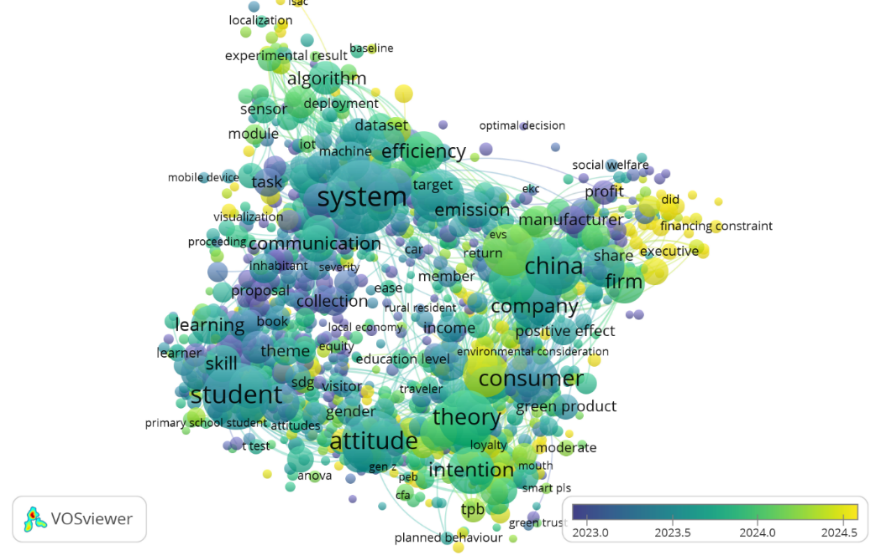 isac
localization
experimental result
baseline
algorithm
sensor
deployment
module
dataset
optimal decision
iot
machine
efficiency
social welfare
mobile device
task
target
ekc
profit
did
system
emission
manufacturer
visualization
financing constraint
proceeding
communication
car
evs
return
share
executive
inhabitant
severity
member
china
firm
proposal
collection
ease
rural resident
company
learning
book
local economy
income
positive effect
learner
theme
equity
education level
environmental consideration
skill
student
sdg
visitor
traveler
consumer
gender
theory
green product
primary school student
attitudes
t test
attitude
loyalty
moderate
gen z
intention
mouth
anova
peb
smart pls
cfa
tpb
green trust
planned behaviour
VOSviewer
2023.0
2023.5
2024.0
2024.5